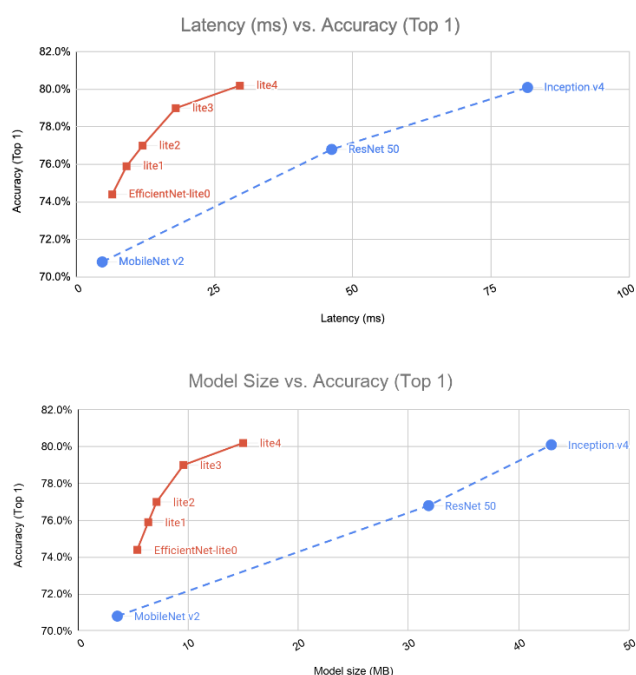 Latency (ms) vs. Accuracy (Top 1)
82.0%
80.0%
78.0%
76.0%
74.0%
72.0%
70.0%
Accuracy (Top 1)
lite4
Inception v4
lite3
lite2
ResNet 50
lite1
EfficientNet-lite0
MobileNet v2
0
25
50
75
100
Latency (ms)
Model Size vs. Accuracy (Top 1)
82.0%
80.0%
78.0%
76.0%
74.0%
72.0%
70.0%
Accuracy (Top 1)
lite4
Inception v4
lite3
lite2
ResNet 50
lite1
EfficientNet-lite0
MobileNet v2
0
10
20
30
40
50
Model size (MB)